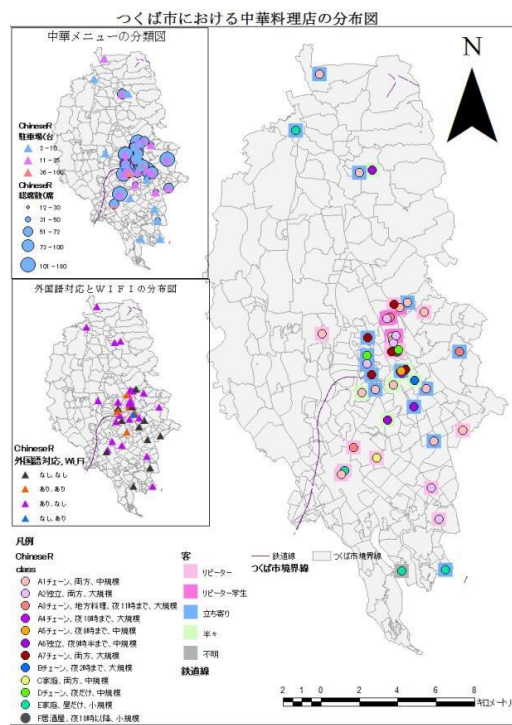 つくば市における中華料理店の分布図
中華メニューの分類図
ChineseR
駐車場(台
2-10
11-35
36-180
ChineseR
総席数(席
12-30
31-50
51-72
73-100
101-180
外国語対応とWIFIの分布図
ChineseR
外国語対応, WIFI
なし, なし
あり, あり
あり, なし
なし, あり
N
凡例
ChineseR
class
A1チェーン、両方、中規模
A2独立、両方、大規模
A3チェーン、地方料理、夜11時まで、大規模
A4チェーン、夜10時まで、大規模
A5チェーン、夜8時まで、中規模
A6独立、夜9時半まで、中規模
A7チェーン、両方、大規模
Bチェーン、夜2時まで、大規模
C家庭、両方、中規模
Dチェーン、夜だけ、中規模
E家庭、昼だけ、小規模
F居酒屋、夜10時以降、小規模
客
リピーター
リピーター学生
立ち寄り
半々
不明
鉄道線
鉄道線
つくば市境界線
つくば市境界線
2 1 0 2 4 6 8
キロメートル